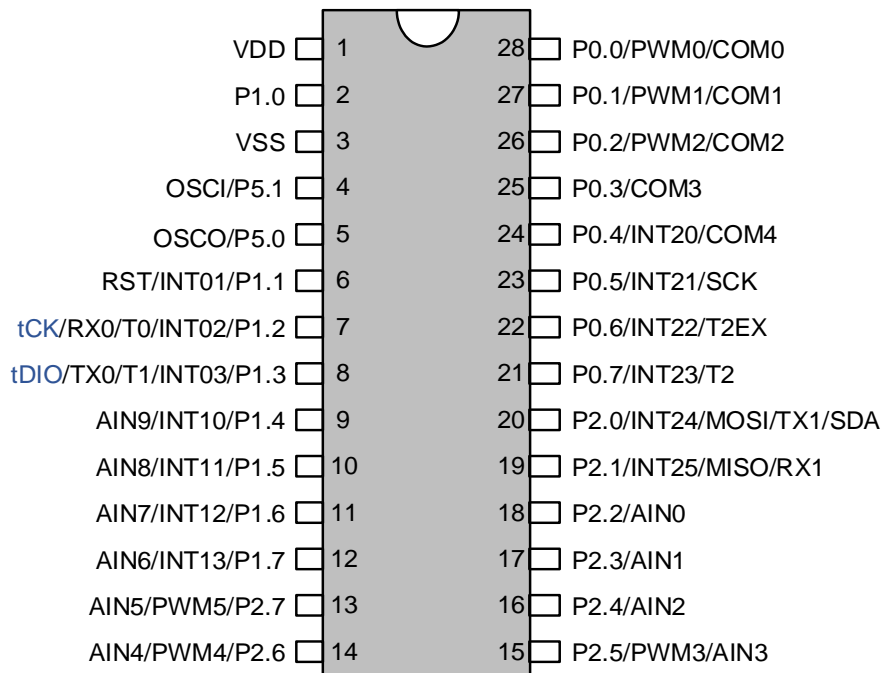 VDD 1 28 P0.0/PWM0/COM0
P1.0 2 27 P0.1/PWM1/COM1
VSS 3 26 P0.2/PWM2/COM2
OSCI/P5.1 4 25 P0.3/COM3
OSCO/P5.0 5 24 P0.4/INT20/COM4
RST/INT01/P1.1 6 23 P0.5/INT21/SCK
tCK/RX0/T0/INT02/P1.2 7 22 P0.6/INT22/T2EX
tDIO/TX0/T1/INT03/P1.3 8 21 P0.7/INT23/T2
AIN9/INT10/P1.4 9 20 P2.0/INT24/MOSI/TX1/SDA
AIN8/INT11/P1.5 10 19 P2.1/INT25/MISO/RX1
AIN7/INT12/P1.6 11 18 P2.2/AIN0
AIN6/INT13/P1.7 12 17 P2.3/AIN1
AIN5/PWM5/P2.7 13 16 P2.4/AIN2
AIN4/PWM4/P2.6 14 15 P2.5/PWM3/AIN3